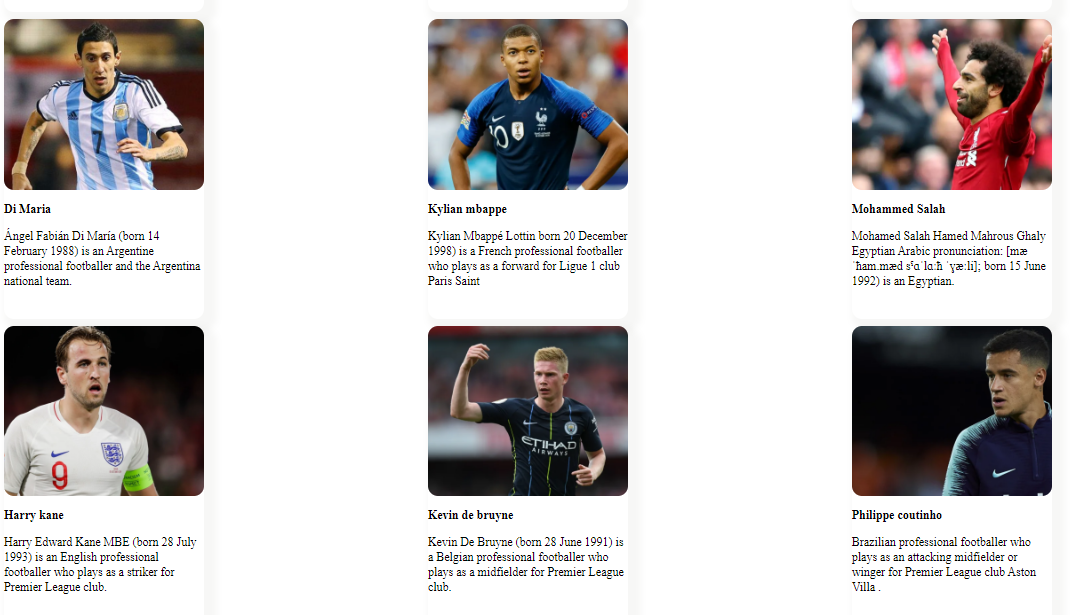 7
10
Di Maria
Ángel Fabián Di María (born 14
February 1988) is an Argentine
professional footballer and the Argentina
national team.
Kylian mbappe
Kylian Mbappé Lottin born 20 December
1998) is a French professional footballer
who plays as a forward for Ligue 1 club
Paris Saint
Mohammed Salah
Mohamed Salah Hamed Mahrous Ghaly
Egyptian Arabic pronunciation: [mæ
ˈħam.mæd sˤɑˈlɑːħ ˈɣæːli]; born 15 June
1992) is an Egyptian.
9
ETIHAD
AIRWAYS
Harry kane
Harry Edward Kane MBE (born 28 July
1993) is an English professional
footballer who plays as a striker for
Premier League club.
Kevin de bruyne
Kevin De Bruyne (born 28 June 1991) is
a Belgian professional footballer who
plays as a midfielder for Premier League
club.
Philippe coutinho
Brazilian professional footballer who
plays as an attacking midfielder or
winger for Premier League club Aston
Villa .